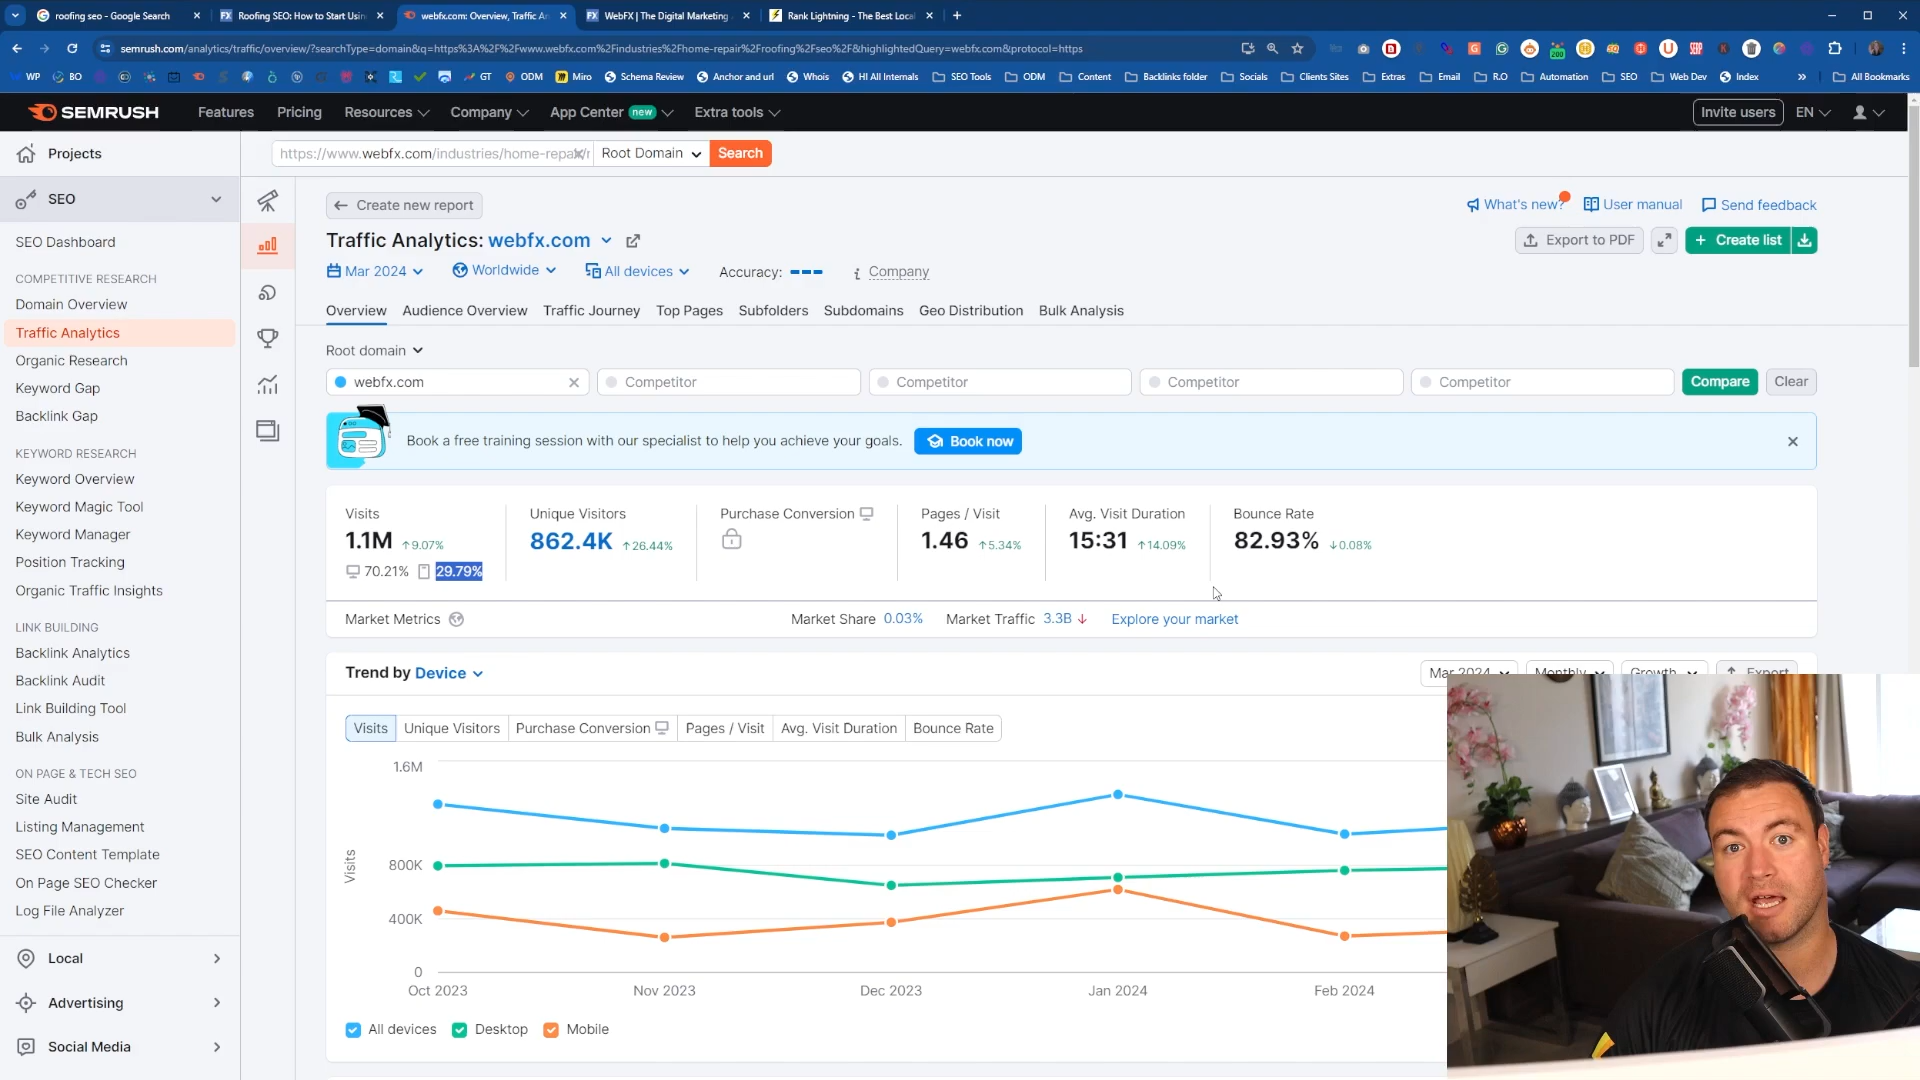 roofing seo - Google Search
Roofing SEO: How to Start Usin
webfx.com: Overview, Traffic An
WebFX | The Digital Marketing
Rank Lightning - The Best Loca
semrush.com/analytics/traffic/overview/?searchType=domain&q=https%3A%2F%2Fwww.webfx.com%2Findustries%2Fhome-repair%2Froofing%2Fseo%2F&highlightedQuery=webfx.com&protocol=https
WP BO GT ODM Miro Schema Review Anchor and url Whois HI All Internals SEO Tools ODM Content Backlinks folder Socials Clients Sites Extras Email R.O Automation SEO Web Dev Index » All Bookmarks
SEMRUSH Features Pricing Resources Company App Center new Extra tools Invite users EN
Projects
https://www.webfx.com/industries/home-repair/r Root Domain Search
SEO
SEO Dashboard
COMPETITIVE RESEARCH
Domain Overview
Traffic Analytics
Organic Research
Keyword Gap
Backlink Gap
KEYWORD RESEARCH
Keyword Overview
Keyword Magic Tool
Keyword Manager
Position Tracking
Organic Traffic Insights
LINK BUILDING
Backlink Analytics
Backlink Audit
Link Building Tool
Bulk Analysis
ON PAGE & TECH SEO
Site Audit
Listing Management
SEO Content Template
On Page SEO Checker
Log File Analyzer
Local
Advertising
Social Media
Create new report
What's new? User manual Send feedback
Traffic Analytics: webfx.com
Export to PDF + Create list
Mar 2024 Worldwide All devices Accuracy: i Company
Overview Audience Overview Traffic Journey Top Pages Subfolders Subdomains Geo Distribution Bulk Analysis
Root domain
webfx.com Competitor Competitor Competitor Competitor Compare Clear
Book a free training session with our specialist to help you achieve your goals. Book now
Visits Unique Visitors Purchase Conversion Pages / Visit Avg. Visit Duration Bounce Rate
1.1M ↑9.07% 862.4K ↑26.44% 1.46 ↑5.34% 15:31 ↑14.09% 82.93% ↓0.08%
70.21% 29.79%
Market Metrics Market Share 0.03% Market Traffic 3.3B ↓ Explore your market
Trend by Device
Mar 2024 Monthly Growth Export
Visits Unique Visitors Purchase Conversion Pages / Visit Avg. Visit Duration Bounce Rate
1.6M
800K
400K
0
Visits
Oct 2023 Nov 2023 Dec 2023 Jan 2024 Feb 2024
All devices Desktop Mobile